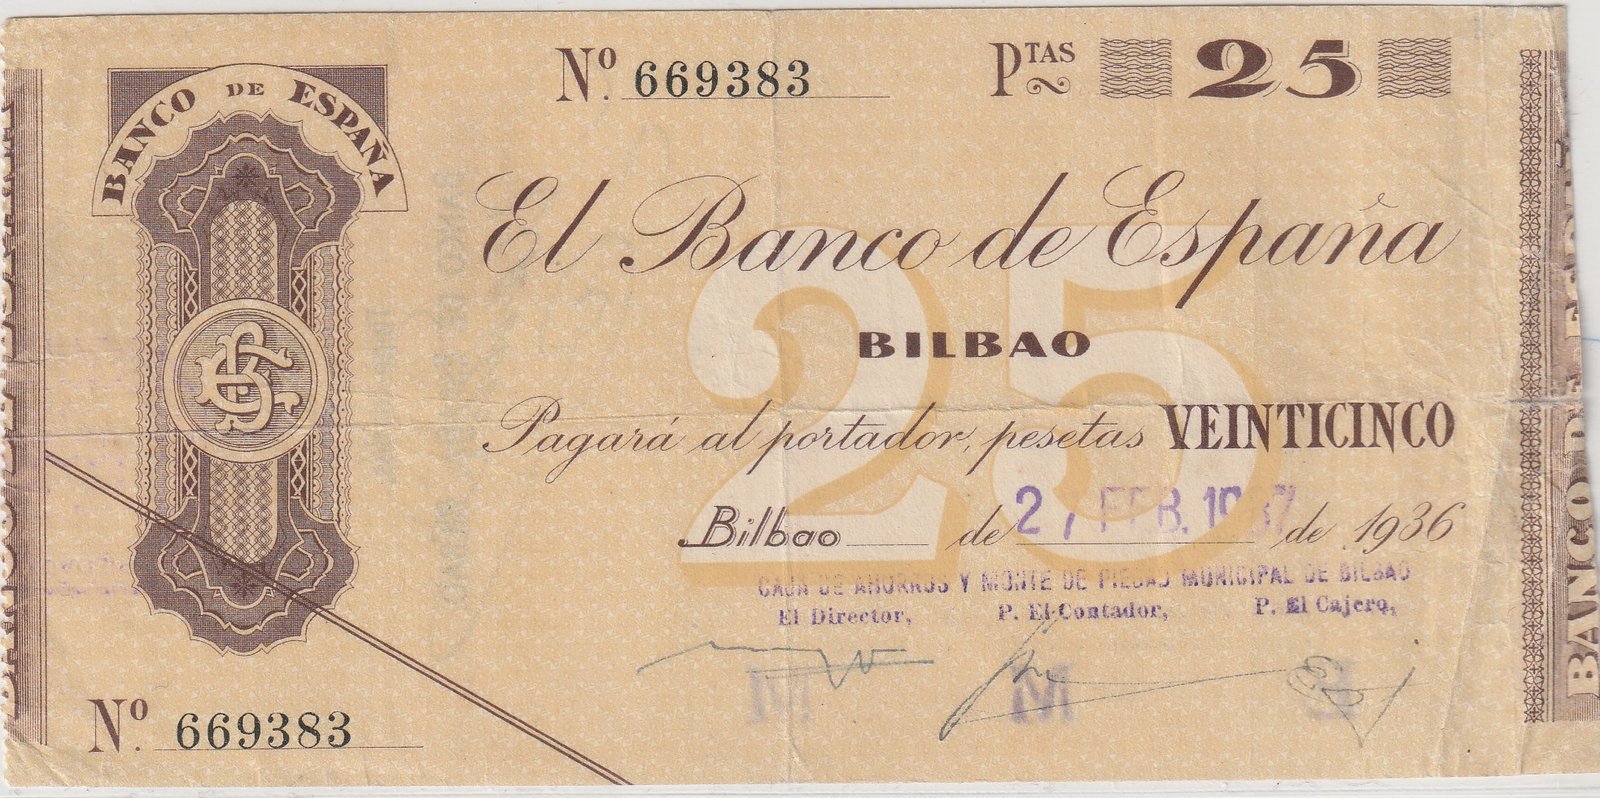 BANCO DE ESPAÑA
Nº. 669383
PTAS 25
El Banco de España
25
BILBAO
Pagará al portador, pesetas VEINTICINCO
Bilbao de 27 FEB. 1937 de 1936
CAJA DE AHORROS Y MONTE DE PIEDAD MUNICIPAL DE BILBAO
El Director, P. El Contador, P. El Cajero,
Nº. 669383
BANCO DE